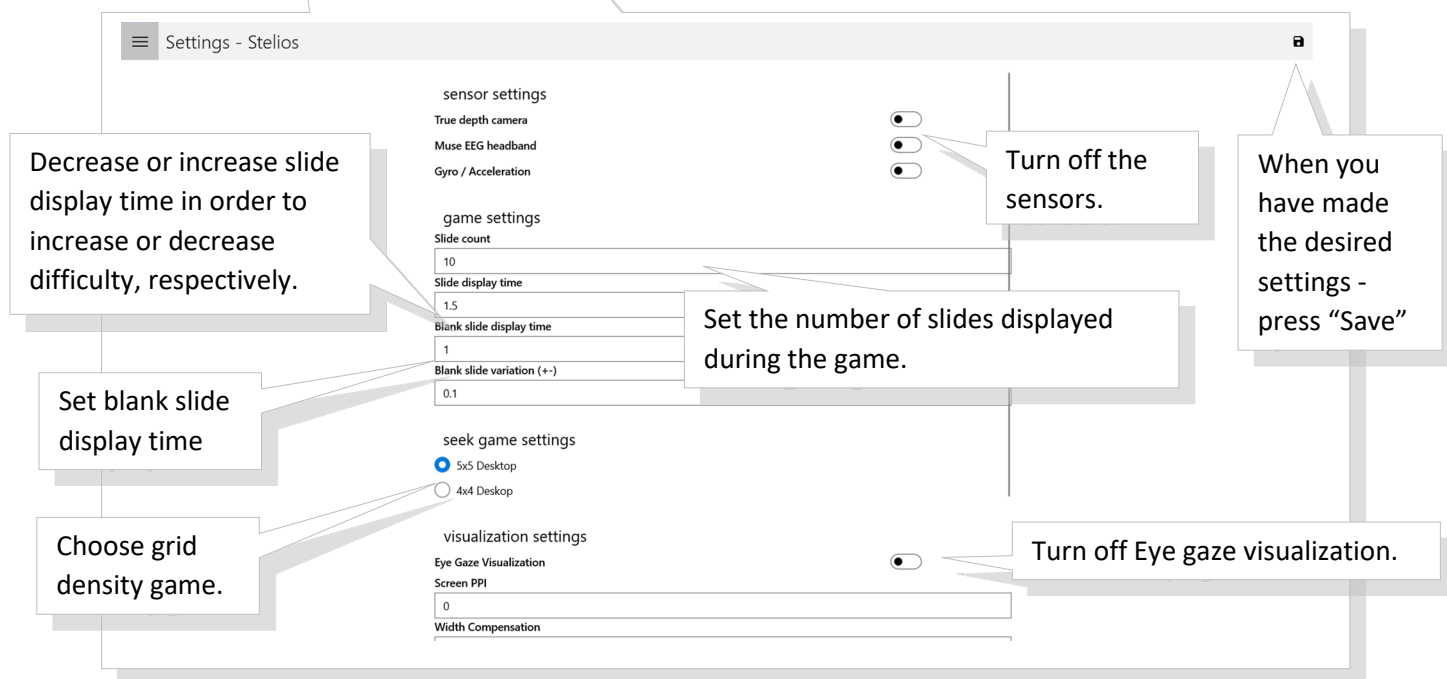 Settings - Stelios
sensor settings
True depth camera
Muse EEG headband
Gyro / Acceleration
game settings
Slide count
10
Slide display time
1.5
Blank slide display time
1
Blank slide variation (+-)
0.1
seek game settings
5x5 Desktop
4x4 Deskop
visualization settings
Eye Gaze Visualization
Screen PPI
0
Width Compensation
Decrease or increase slide
display time in order to
increase or decrease
difficulty, respectively.
Set blank slide
display time
Choose grid
density game.
Turn off the
sensors.
Set the number of slides displayed
during the game.
When you
have made
the desired
settings -
press “Save”
Turn off Eye gaze visualization.